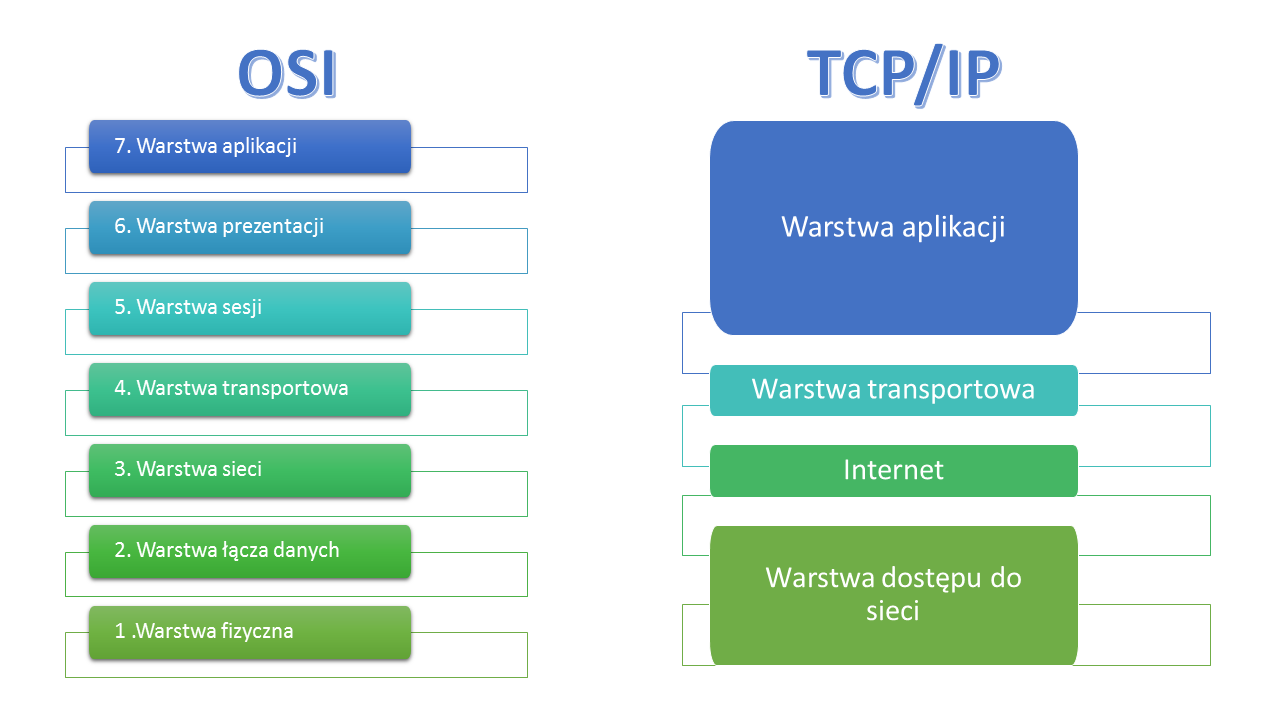 OSI
7. Warstwa aplikacji
6. Warstwa prezentacji
5. Warstwa sesji
4. Warstwa transportowa
3. Warstwa sieci
2. Warstwa łącza danych
1 .Warstwa fizyczna
TCP/IP
Warstwa aplikacji
Warstwa transportowa
Internet
Warstwa dostępu do
sieci